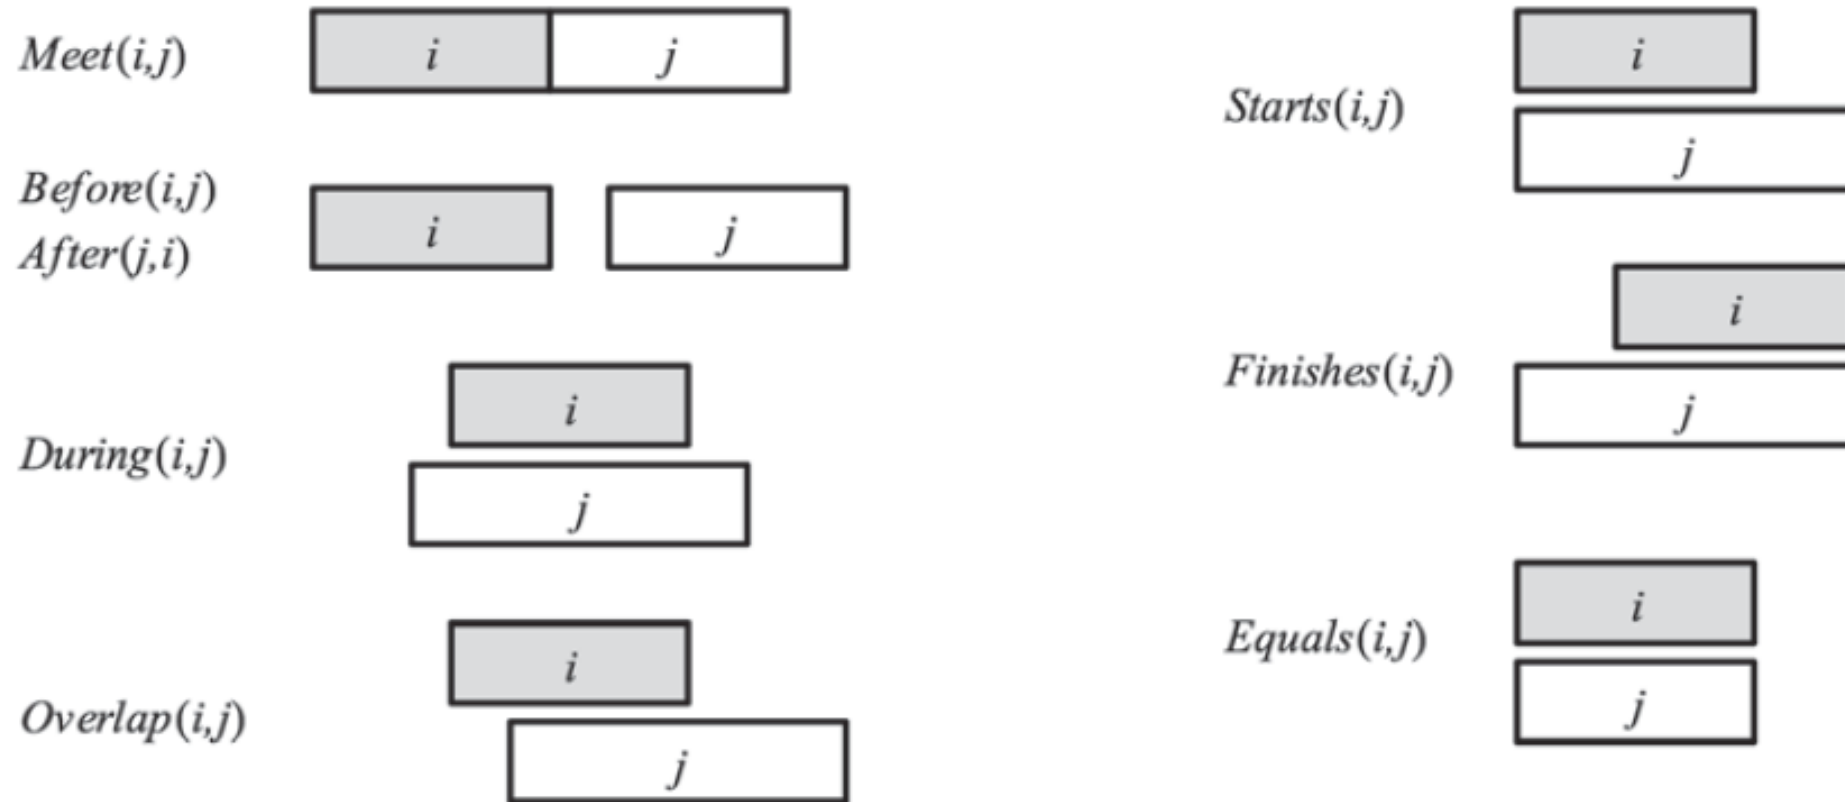 Meet(i,j)
i
j
Before(i,j)
After(j,i)
i
j
During(i,j)
i
j
Overlap(i,j)
i
j
Starts(i,j)
i
j
Finishes(i,j)
i
j
Equals(i,j)
i
j